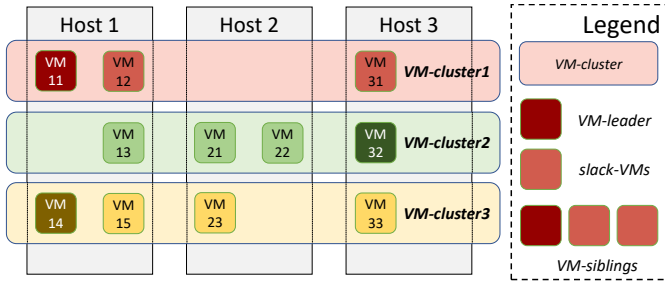 Host 1
Host 2
Host 3
Legend
VM
11
VM
12
VM
31
VM-cluster1
VM-cluster
VM
13
VM
21
VM
22
VM
32
VM-cluster2
VM-leader
slack-VMs
VM
14
VM
15
VM
23
VM
33
VM-cluster3
VM-siblings